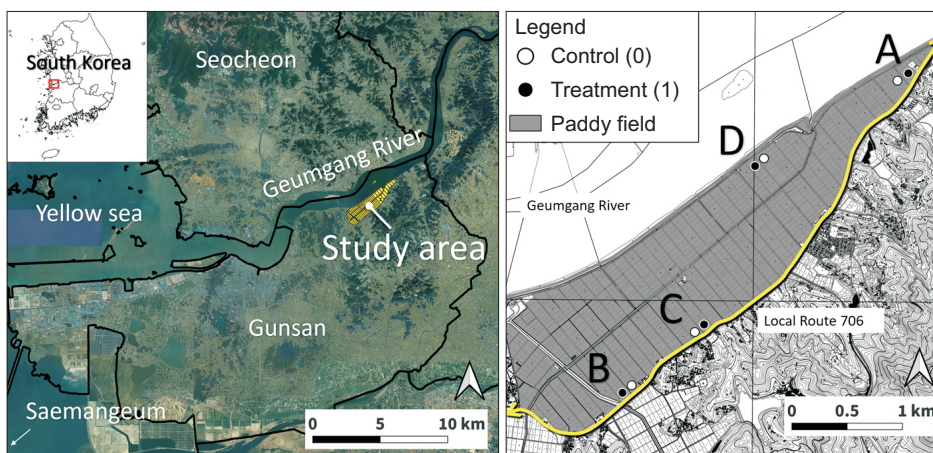 South Korea
Seocheon
Geumgang River
Yellow sea
Study area
Gunsan
Saemangeum
0 5 10 km
Legend
Control (0)
Treatment (1)
Paddy field
A
D
Geumgang River
C
Local Route 706
B
0 0.5 1 km